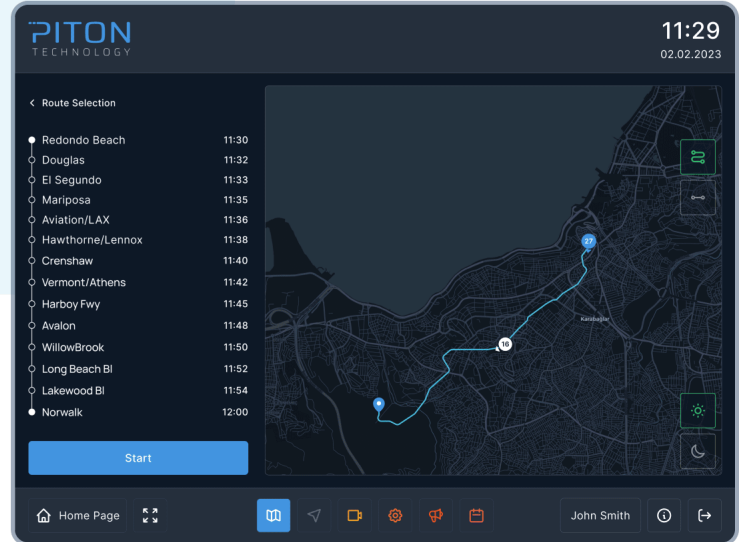 PITON
TECHNOLOGY
11:29
02.02.2023
Route Selection
Redondo Beach 11:30
Douglas 11:32
El Segundo 11:33
Mariposa 11:35
Aviation/LAX 11:36
Hawthorne/Lennox 11:38
Crenshaw 11:40
Vermont/Athens 11:42
Harboy Fwy 11:45
Avalon 11:48
WillowBrook 11:50
Long Beach Bl 11:52
Lakewood Bl 11:54
Norwalk 12:00
Start
27
Karabağlar
16
Home Page
John Smith